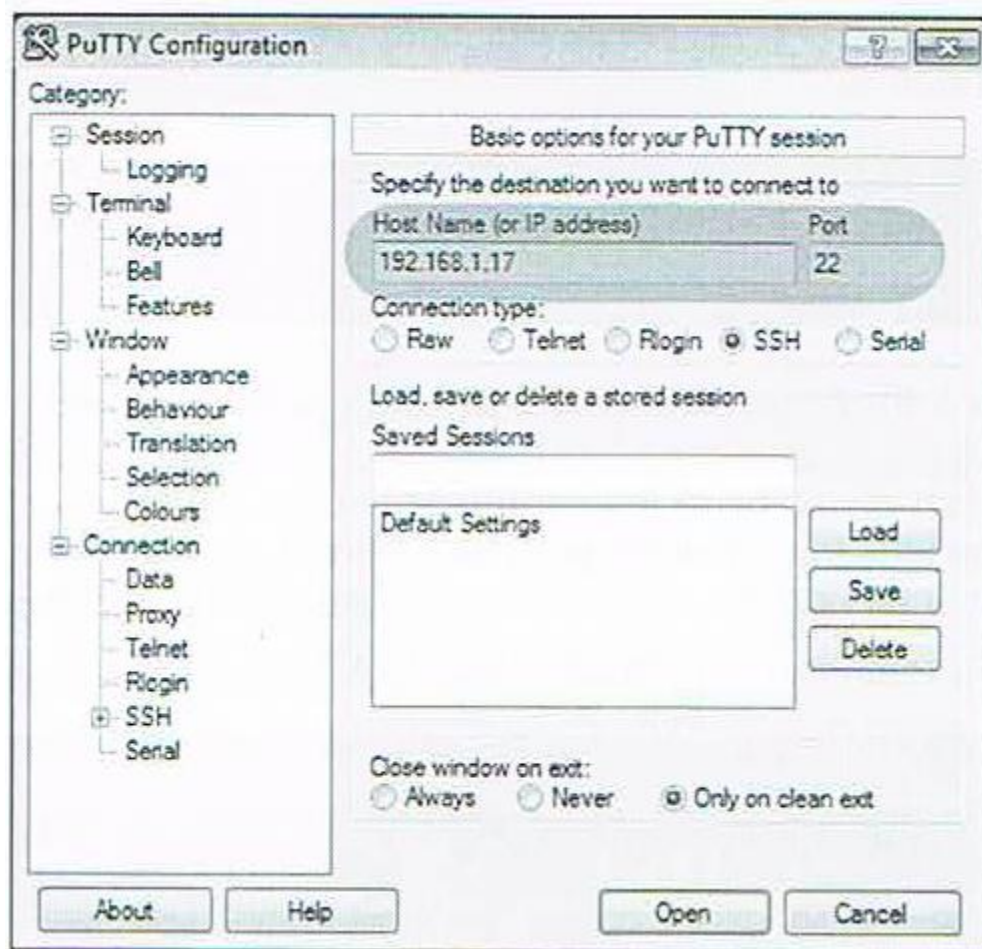 PuTTY Configuration
Category:
Session
Logging
Terminal
Keyboard
Bell
Features
Window
Appearance
Behaviour
Translation
Selection
Colours
Connection
Data
Proxy
Telnet
Rlogin
SSH
Serial
Basic options for your PuTTY session
Specify the destination you want to connect to
Host Name (or IP address) Port
192.168.1.17 22
Connection type:
Raw Telnet Rlogin SSH Serial
Load, save or delete a stored session
Saved Sessions
Default Settings
Load
Save
Delete
Close window on exit:
Always Never Only on clean exit
About Help Open Cancel